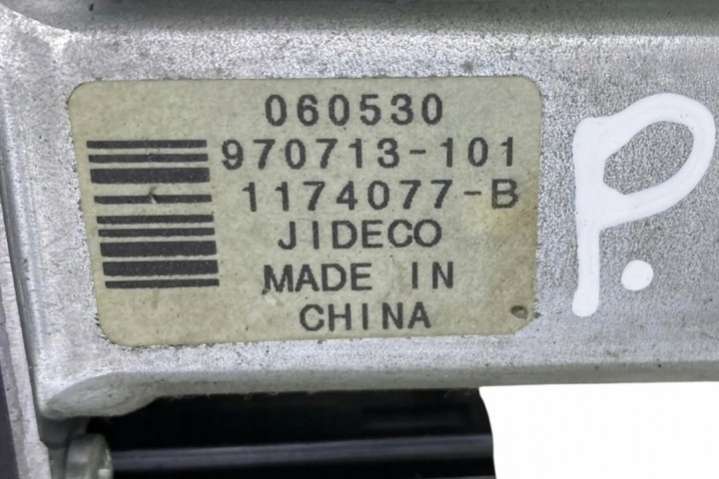 060530
970713-101
1174077-B
JIDECO
MADE IN
CHINA
P.